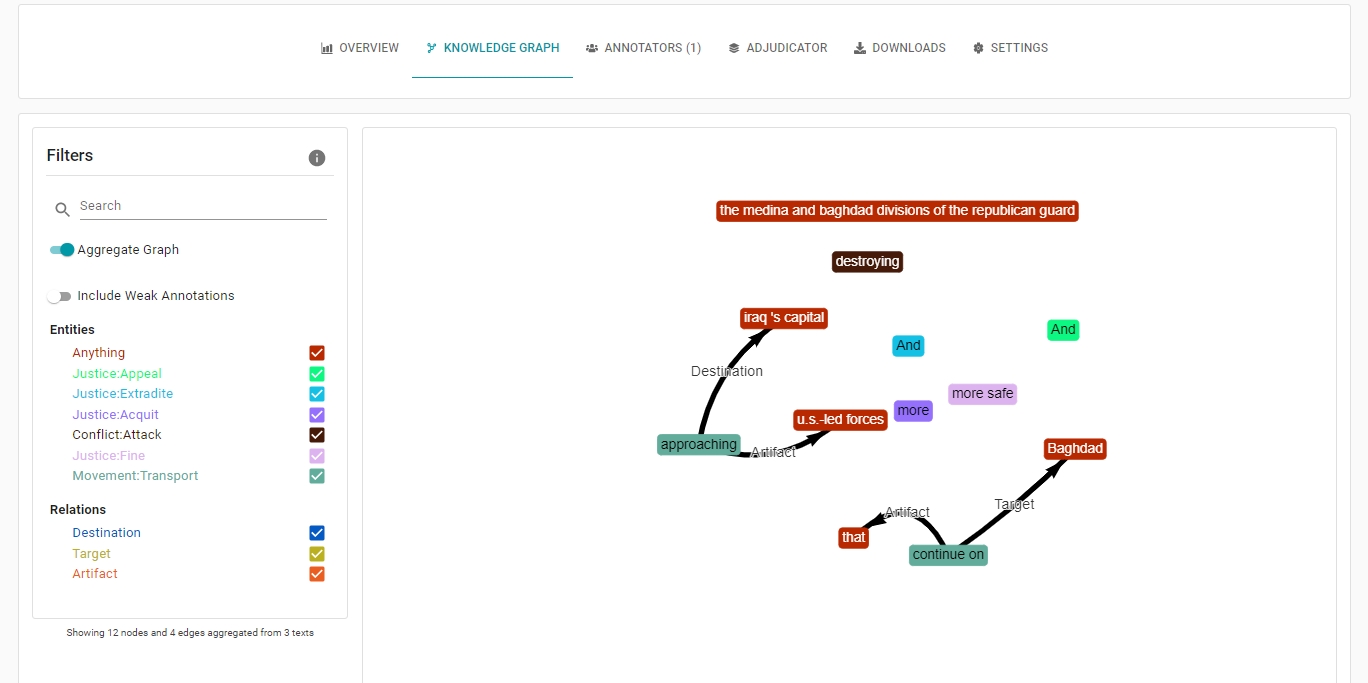 OVERVIEW KNOWLEDGE GRAPH ANNOTATORS (1) ADJUDICATOR DOWNLOADS SETTINGS
Filters
Search
Aggregate Graph
Include Weak Annotations
Entities
Anything
Justice:Appeal
Justice:Extradite
Justice:Acquit
Conflict:Attack
Justice:Fine
Movement:Transport
Relations
Destination
Target
Artifact
Showing 12 nodes and 4 edges aggregated from 3 texts
the medina and baghdad divisions of the republican guard
destroying
iraq 's capital
And
And
Destination
more safe
more
u.s.-led forces
approaching
Artifact
Baghdad
Target
Artifact
that
continue on